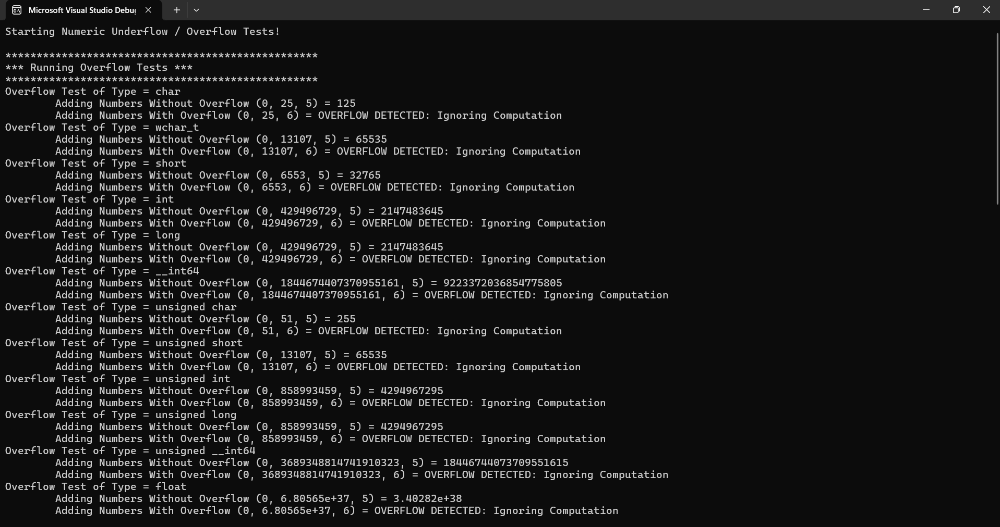 Microsoft Visual Studio Debu
Starting Numeric Underflow / Overflow Tests!
**************************************************
*** Running Overflow Tests ***
**************************************************
Overflow Test of Type = char
        Adding Numbers Without Overflow (0, 25, 5) = 125
        Adding Numbers With Overflow (0, 25, 6) = OVERFLOW DETECTED: Ignoring Computation
Overflow Test of Type = wchar_t
        Adding Numbers Without Overflow (0, 13107, 5) = 65535
        Adding Numbers With Overflow (0, 13107, 6) = OVERFLOW DETECTED: Ignoring Computation
Overflow Test of Type = short
        Adding Numbers Without Overflow (0, 6553, 5) = 32765
        Adding Numbers With Overflow (0, 6553, 6) = OVERFLOW DETECTED: Ignoring Computation
Overflow Test of Type = int
        Adding Numbers Without Overflow (0, 429496729, 5) = 2147483645
        Adding Numbers With Overflow (0, 429496729, 6) = OVERFLOW DETECTED: Ignoring Computation
Overflow Test of Type = long
        Adding Numbers Without Overflow (0, 429496729, 5) = 2147483645
        Adding Numbers With Overflow (0, 429496729, 6) = OVERFLOW DETECTED: Ignoring Computation
Overflow Test of Type = __int64
        Adding Numbers Without Overflow (0, 1844674407370955161, 5) = 9223372036854775805
        Adding Numbers With Overflow (0, 1844674407370955161, 6) = OVERFLOW DETECTED: Ignoring Computation
Overflow Test of Type = unsigned char
        Adding Numbers Without Overflow (0, 51, 5) = 255
        Adding Numbers With Overflow (0, 51, 6) = OVERFLOW DETECTED: Ignoring Computation
Overflow Test of Type = unsigned short
        Adding Numbers Without Overflow (0, 13107, 5) = 65535
        Adding Numbers With Overflow (0, 13107, 6) = OVERFLOW DETECTED: Ignoring Computation
Overflow Test of Type = unsigned int
        Adding Numbers Without Overflow (0, 858993459, 5) = 4294967295
        Adding Numbers With Overflow (0, 858993459, 6) = OVERFLOW DETECTED: Ignoring Computation
Overflow Test of Type = unsigned long
        Adding Numbers Without Overflow (0, 858993459, 5) = 4294967295
        Adding Numbers With Overflow (0, 858993459, 6) = OVERFLOW DETECTED: Ignoring Computation
Overflow Test of Type = unsigned __int64
        Adding Numbers Without Overflow (0, 3689348814741910323, 5) = 18446744073709551615
        Adding Numbers With Overflow (0, 3689348814741910323, 6) = OVERFLOW DETECTED: Ignoring Computation
Overflow Test of Type = float
        Adding Numbers Without Overflow (0, 6.80565e+37, 5) = 3.40282e+38
        Adding Numbers With Overflow (0, 6.80565e+37, 6) = OVERFLOW DETECTED: Ignoring Computation